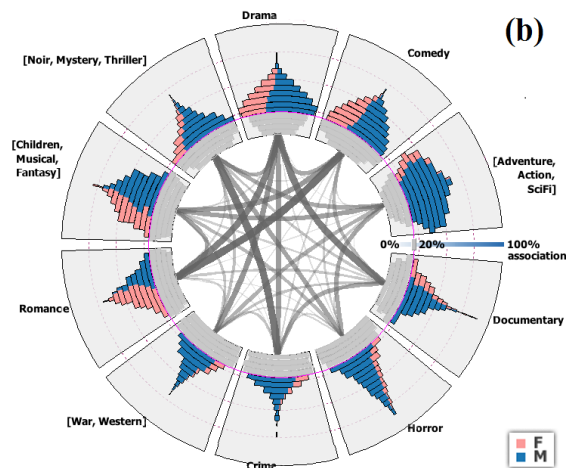 Drama
(b)
Comedy
[Noir, Mystery, Thriller]
[Children,
Musical,
Fantasy]
[Adventure,
Action,
SciFi]
0% 20% 100%
association
Romance
Documentary
[War, Western]
Horror
Crime
F
M